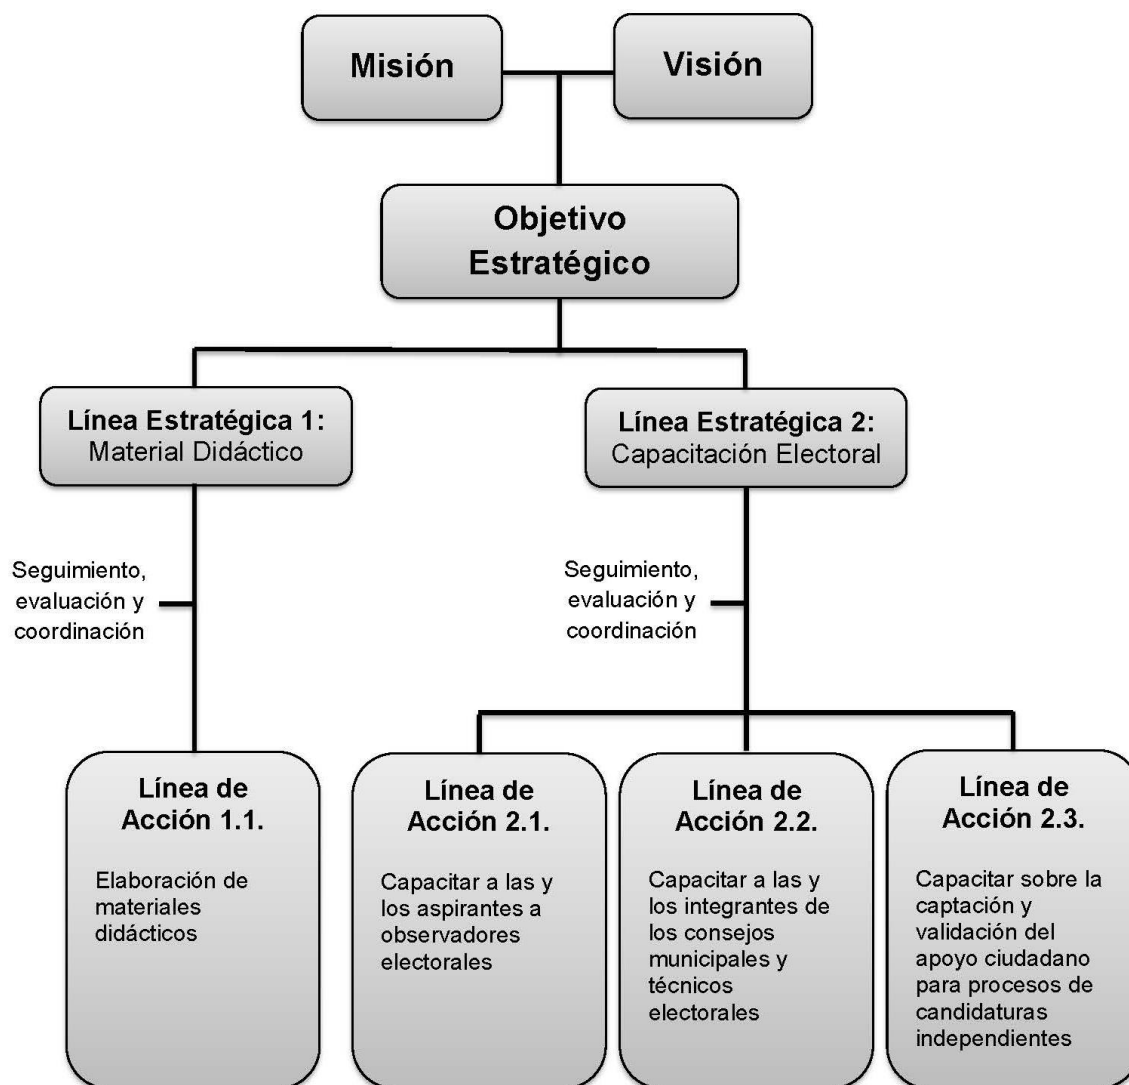 Misión
Visión
Objetivo
Estratégico
Línea Estratégica 1:
Material Didáctico
Línea Estratégica 2:
Capacitación Electoral
Seguimiento,
evaluación y
coordinación
Seguimiento,
evaluación y
coordinación
Línea de
Acción 1.1.
Elaboración de
materiales
didácticos
Línea de
Acción 2.1.
Capacitar a las y
los aspirantes a
observadores
electorales
Línea de
Acción 2.2.
Capacitar a las y
los integrantes de
los consejos
municipales y
técnicos
electorales
Línea de
Acción 2.3.
Capacitar sobre la
captación y
validación del
apoyo ciudadano
para procesos de
candidaturas
independientes